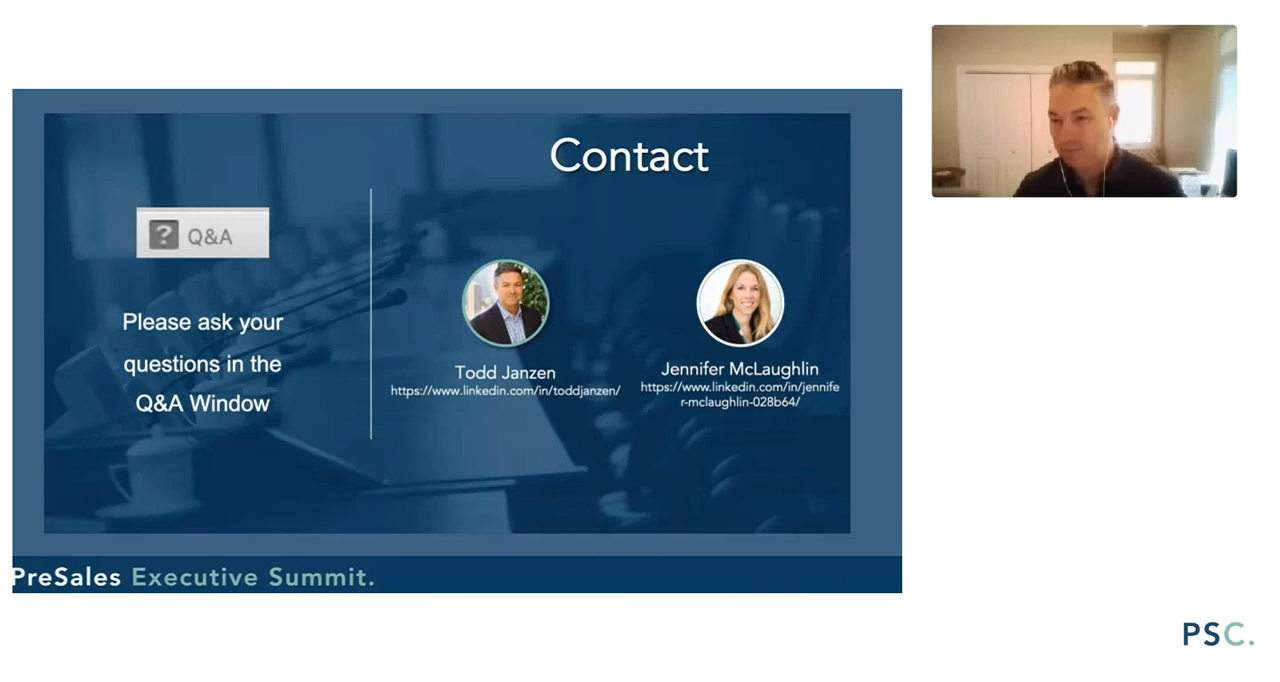 Contact
? Q&A
Please ask your
questions in the
Q&A Window
Todd Janzen
https://www.linkedin.com/in/toddjanzen/
Jennifer McLaughlin
https://www.linkedin.com/in/jennife
r-mclaughlin-028b64/
PreSales Executive Summit.
PSC.